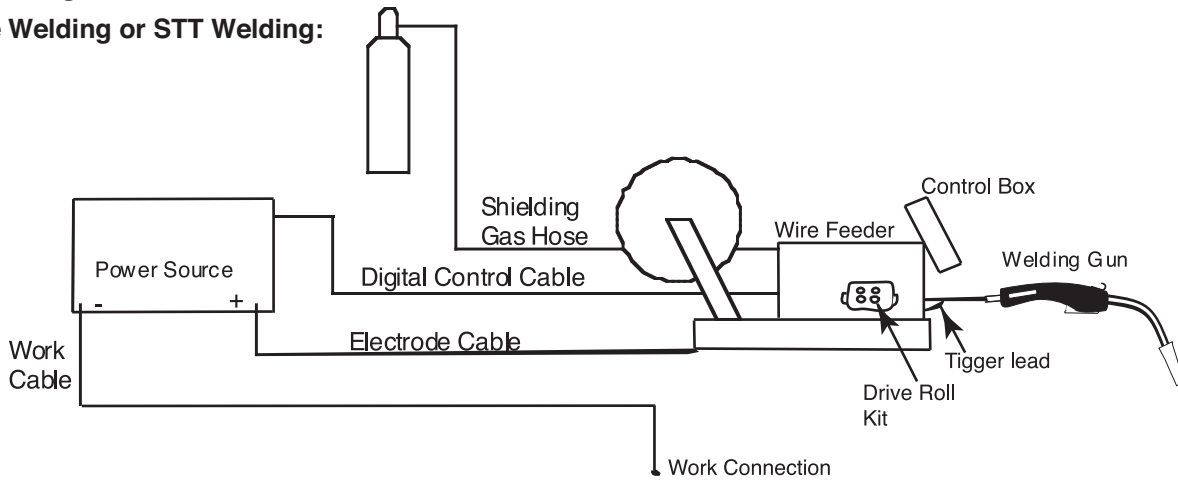 Welding or STT Welding:
Shielding
Gas Hose
Control Box
Wire Feeder
Welding Gun
Power Source
Digital Control Cable
- +
Electrode Cable
Work
Cable
Tigger lead
Drive Roll
Kit
Work Connection